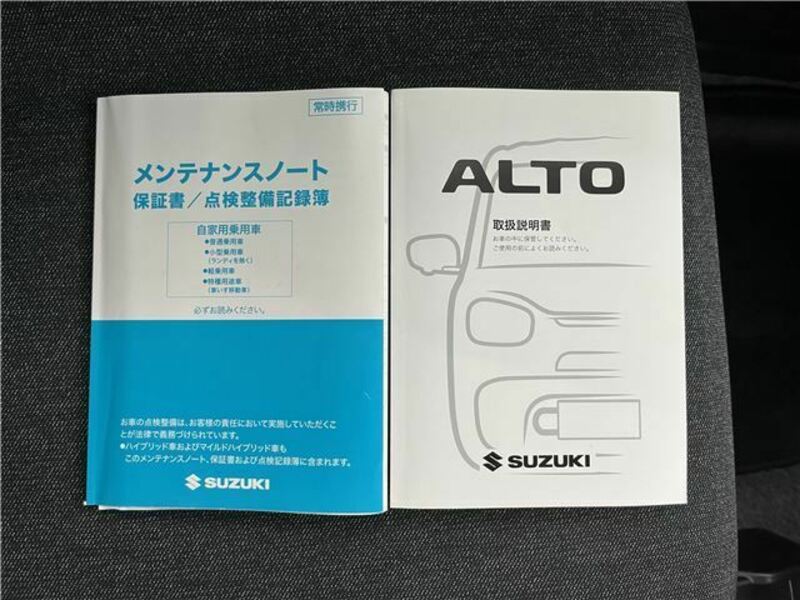 常時携行
メンテナンスノート
保証書／点検整備記録簿
自家用乗用車
●普通乗用車
●小型乗用車
(ランディを除く)
●軽乗用車
●特種用途車
(車いす移動車)
必ずお読みください。
お車の点検整備は、お客様の責任において実施していただくこ
とが法律で義務づけられています。
●ハイブリッド車およびマイルドハイブリッド車も
このメンテナンスノート、保証書および点検記録簿に含まれます。
SUZUKI
ALTO
取扱説明書
お車の中に保管してください。
ご使用の前によくお読みください。
SUZUKI